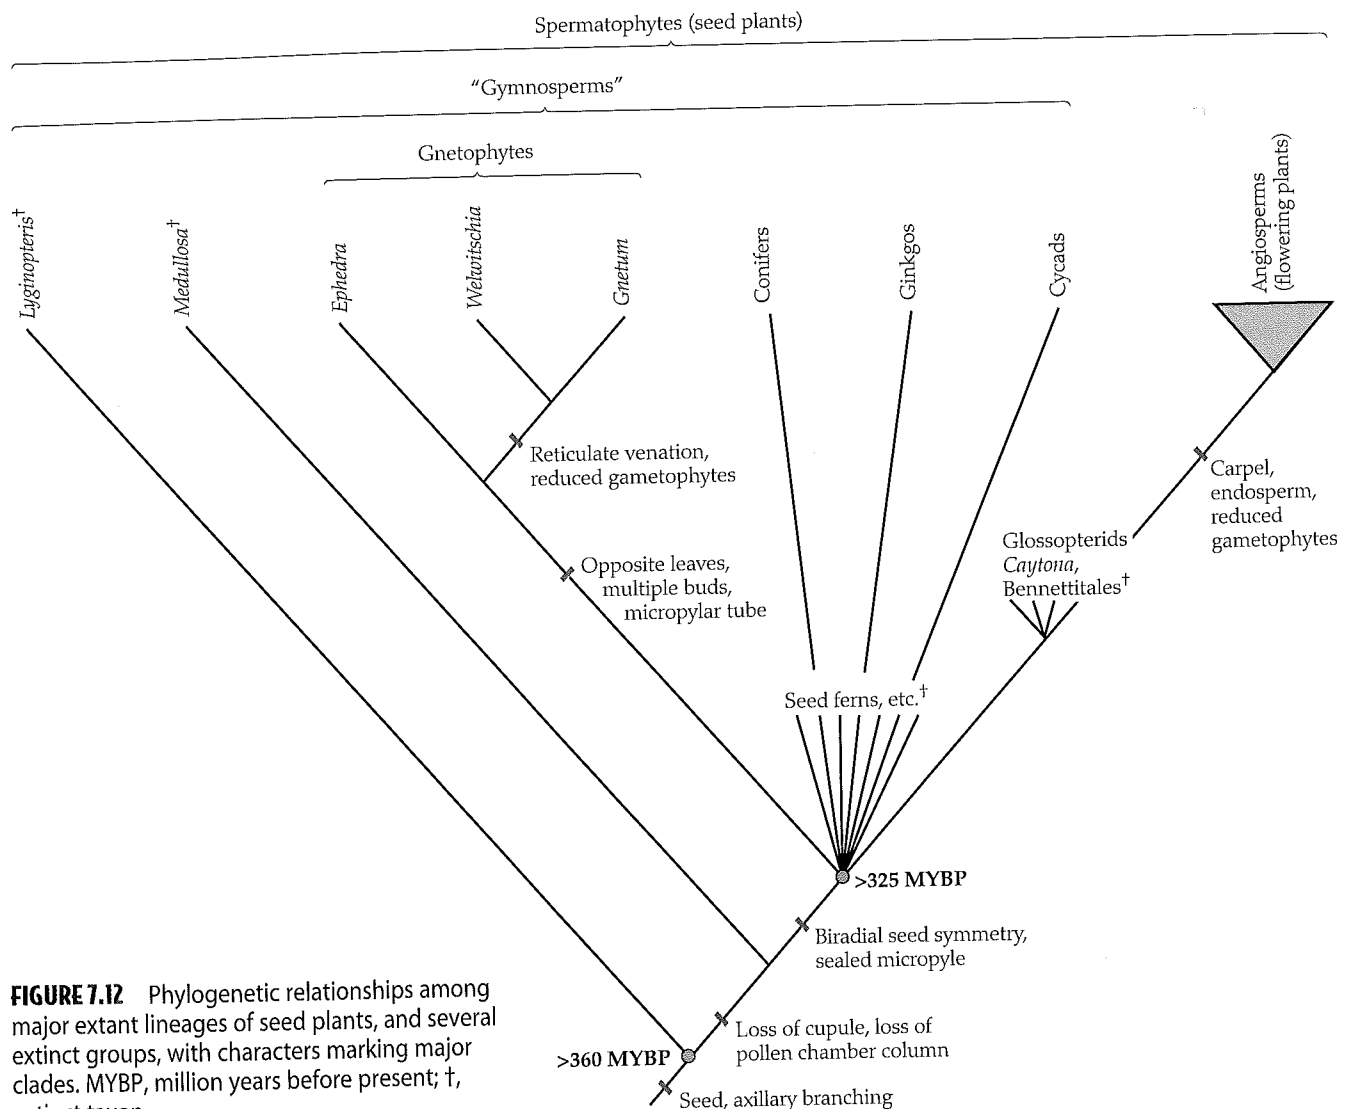 Spermatophytes (seed plants)
"Gymnosperms"
Gnetophytes
Lyginopteris†
Medullosa†
Ephedra
Welwitschia
Gnetum
Conifers
Ginkgos
Cycads
Angiosperms
(flowering plants)
Reticulate venation,
reduced gametophytes
Carpel,
endosperm,
reduced
gametophytes
Opposite leaves,
multiple buds,
micropylar tube
Glossopterids
Caytona,
Bennettitales†
Seed ferns, etc.†
>325 MYBP
Biradial seed symmetry,
sealed micropyle
Loss of cupule, loss of
pollen chamber column
>360 MYBP
Seed, axillary branching
FIGURE 7.12 Phylogenetic relationships among
major extant lineages of seed plants, and several
extinct groups, with characters marking major
clades. MYBP, million years before present; †,